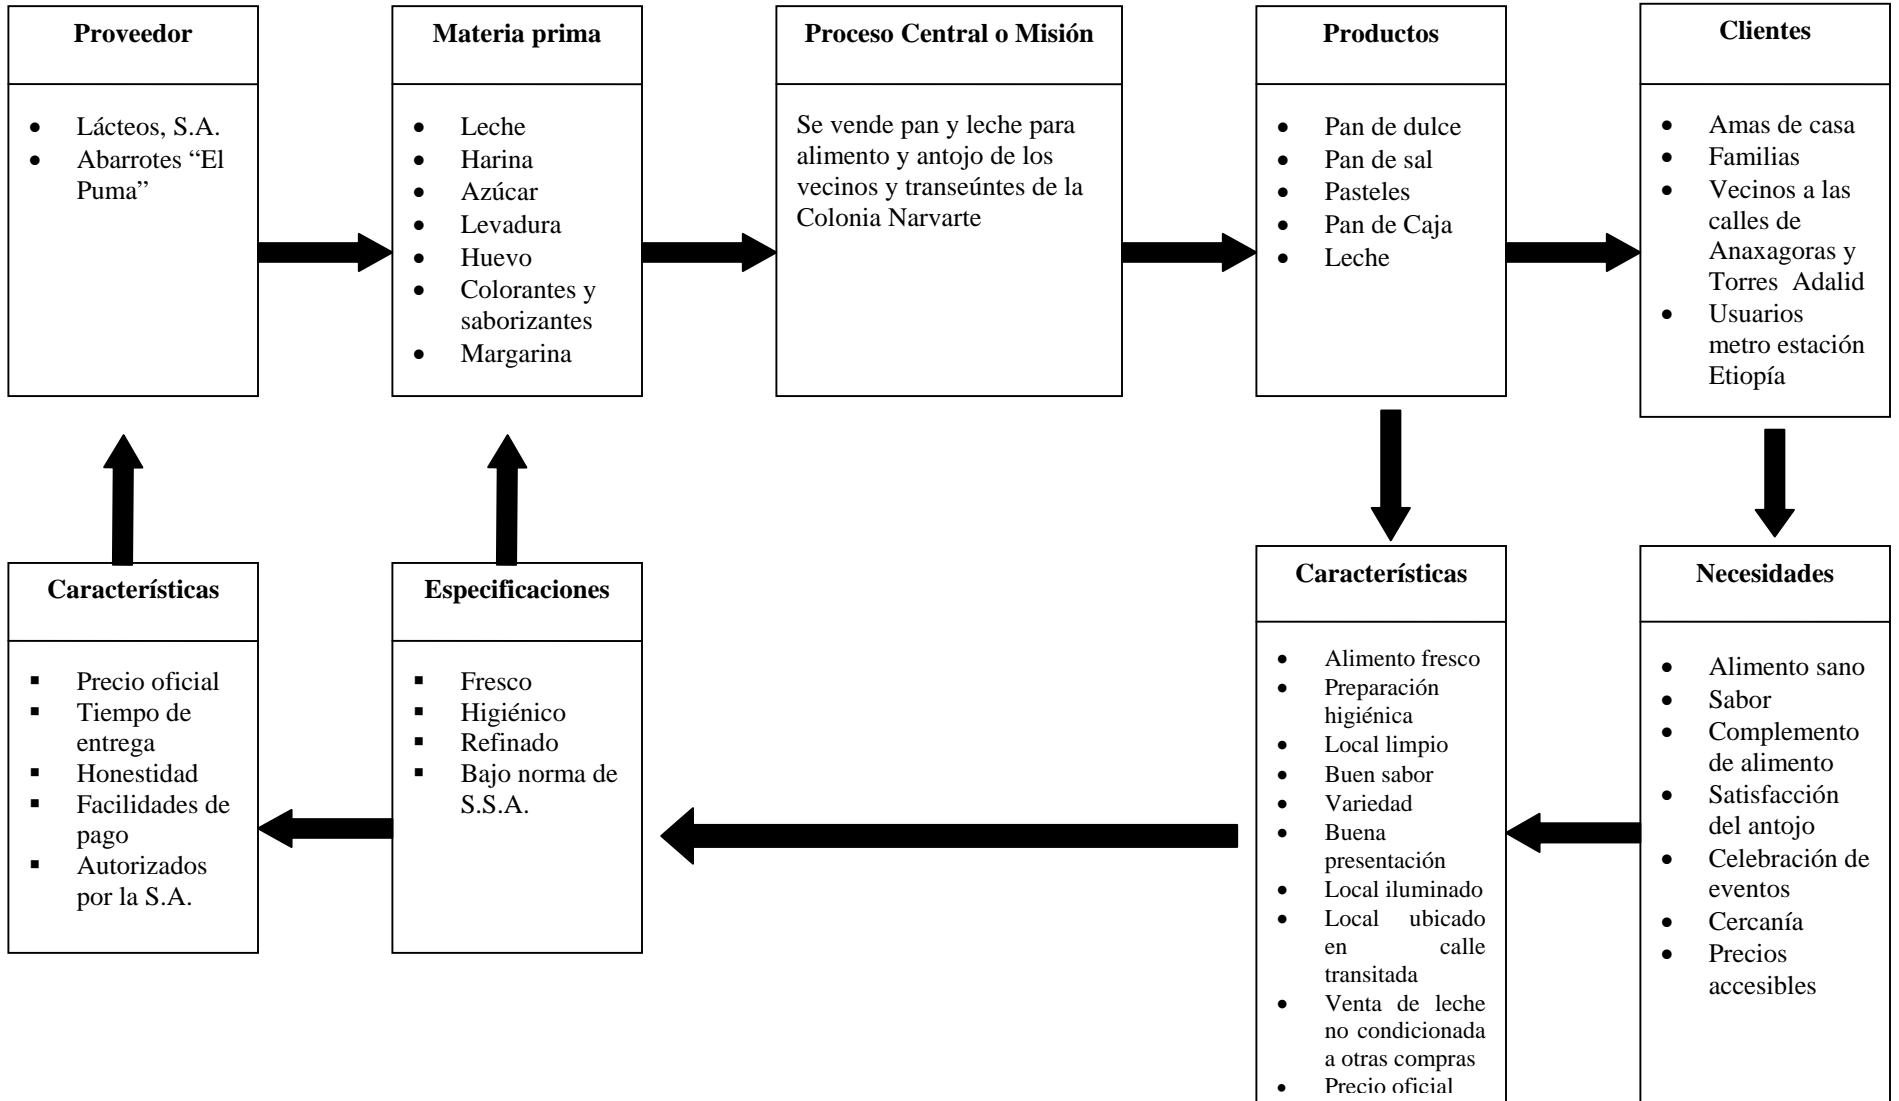 Proveedor
Lácteos, S.A.
Abarrotes “El
Puma”
Materia prima
Leche
Harina
Azúcar
Levadura
Huevo
Colorantes y
saborizantes
Margarina
Proceso Central o Misión
Se vende pan y leche para
alimento y antojo de los
vecinos y transeúntes de la
Colonia Narvarte
Productos
Pan de dulce
Pan de sal
Pasteles
Pan de Caja
Leche
Clientes
Amas de casa
Familias
Vecinos a las
calles de
Anaxagoras y
Torres Adalid
Usuarios
metro estación
Etiopía
Características
Precio oficial
Tiempo de
entrega
Honestidad
Facilidades de
pago
Autorizados
por la S.A.
Especificaciones
Fresco
Higiénico
Refinado
Bajo norma de
S.S.A.
Características
Alimento fresco
Preparación
higiénica
Local limpio
Buen sabor
Variedad
Buena
presentación
Local iluminado
Local ubicado
en calle
transitada
Venta de leche
no condicionada
a otras compras
Precio oficial
Necesidades
Alimento sano
Sabor
Complemento
de alimento
Satisfacción
del antojo
Celebración de
eventos
Cercanía
Precios
accesibles